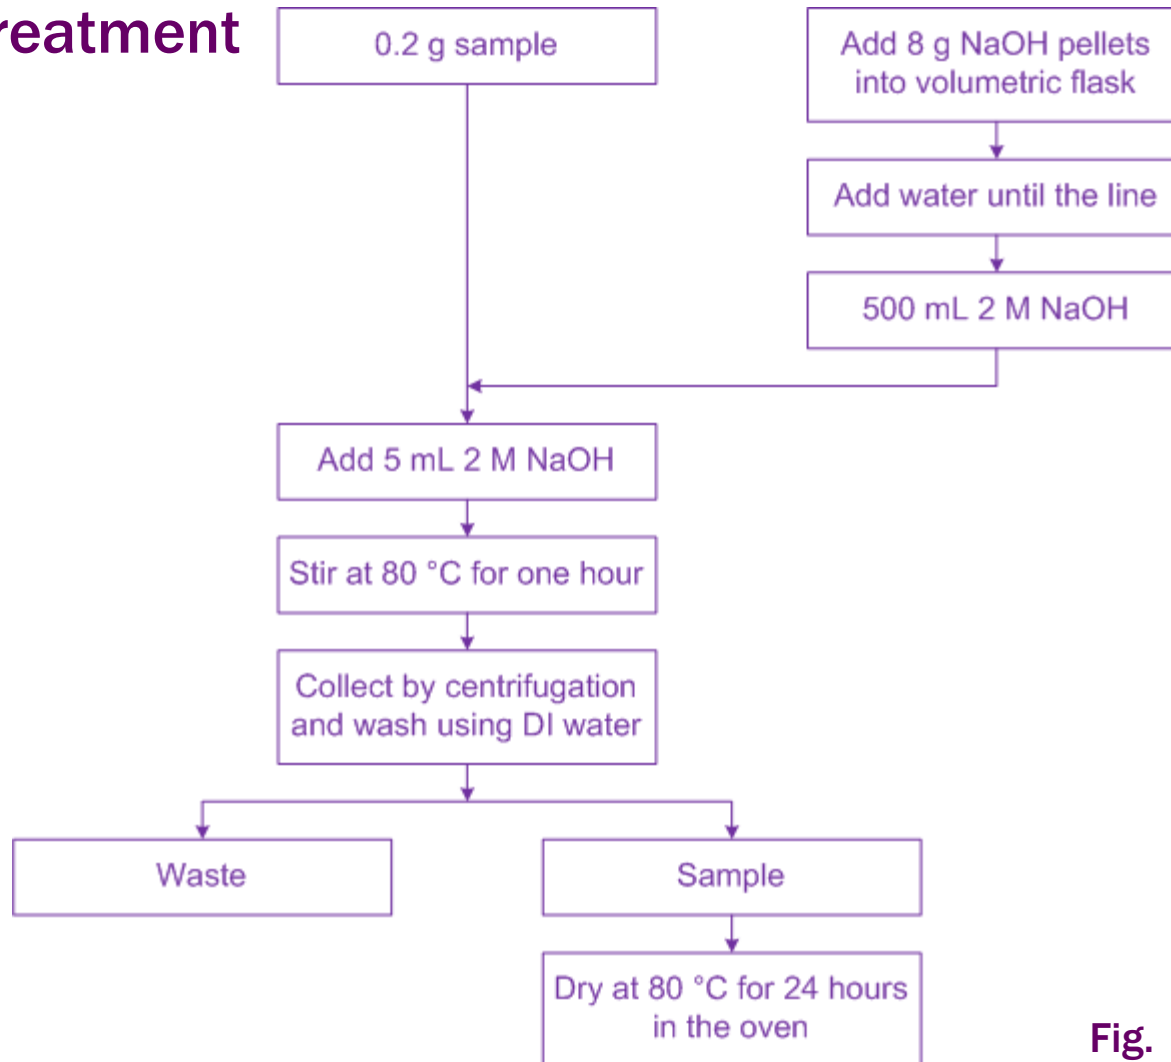 reatment
0.2 g sample
Add 8 g NaOH pellets
into volumetric flask
Add water until the line
500 mL 2 M NaOH
Add 5 mL 2 M NaOH
Stir at 80 °C for one hour
Collect by centrifugation
and wash using DI water
Waste
Sample
Dry at 80 °C for 24 hours
in the oven
Fig.